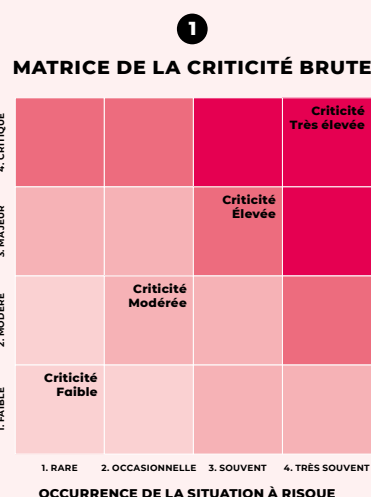 1
MATRICE DE LA CRITICITÉ BRUTE
4. CRITIQUE
Criticité
Très élevée
3. MAJEUR
Criticité
Élevée
2. MODÉRÉ
Criticité
Modérée
1. FAIBLE
Criticité
Faible
1. RARE 2. OCCASIONNELLE 3. SOUVENT 4. TRÈS SOUVENT
OCCURRENCE DE LA SITUATION À RISQUE